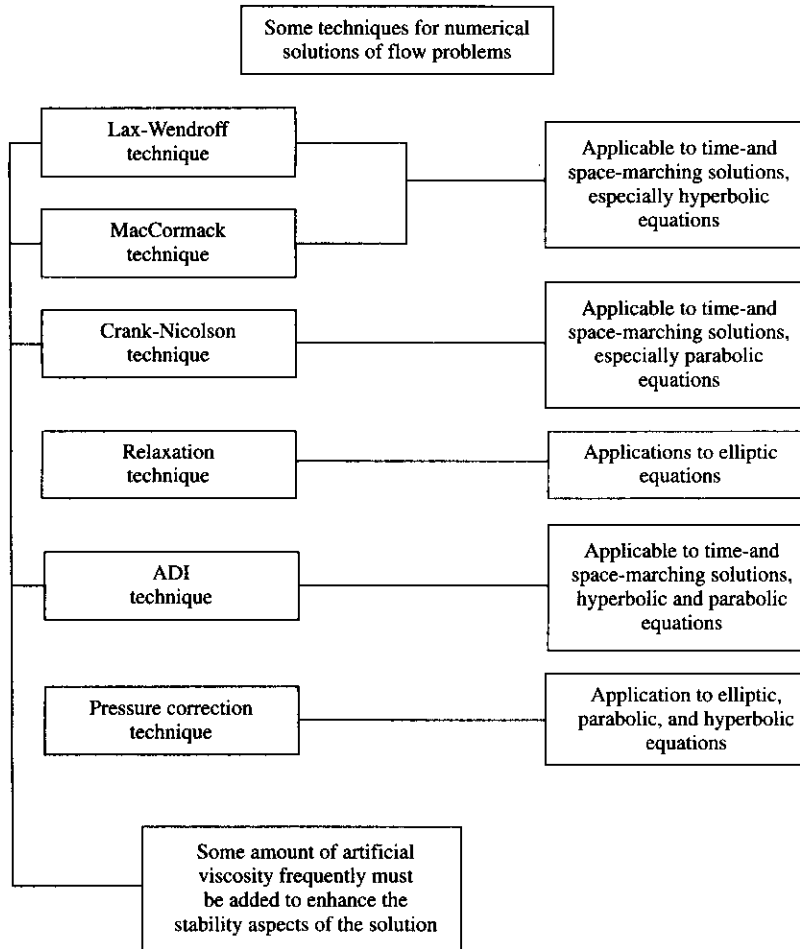 Some techniques for numerical
solutions of flow problems
Lax-Wendroff
technique
MacCormack
technique
Applicable to time-and
space-marching solutions,
especially hyperbolic
equations
Crank-Nicolson
technique
Applicable to time-and
space-marching solutions,
especially parabolic
equations
Relaxation
technique
Applications to elliptic
equations
ADI
technique
Applicable to time-and
space-marching solutions,
hyperbolic and parabolic
equations
Pressure correction
technique
Application to elliptic,
parabolic, and hyperbolic
equations
Some amount of artificial
viscosity frequently must
be added to enhance the
stability aspects of the solution